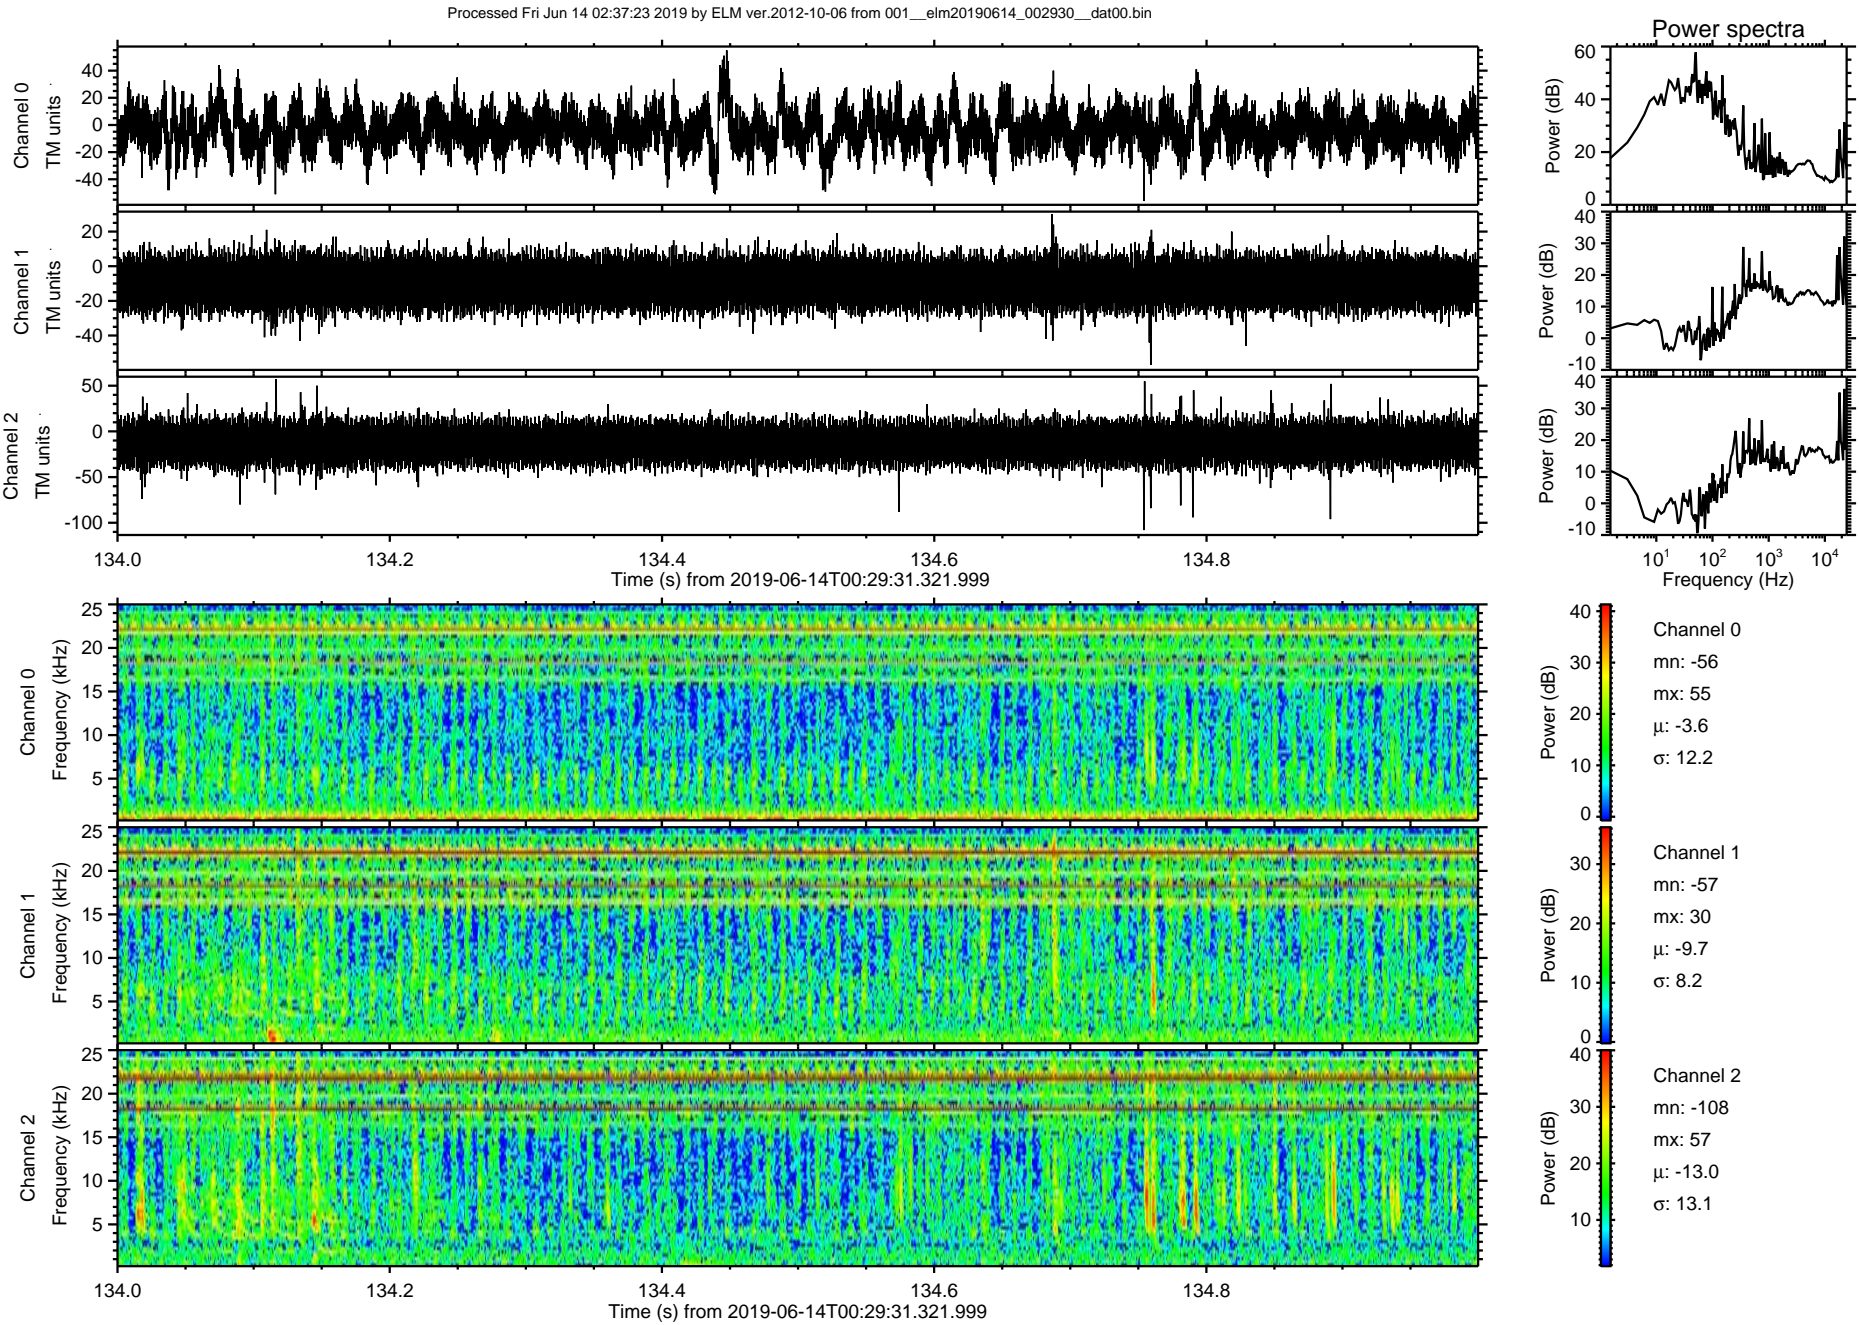 Processed Fri Jun 14 02:37:23 2019 by ELM ver.2012-10-06 from 001__elm20190614_002930__dat00.bin
Power spectra
Channel 0
TM units
40
20
0
-20
-40
Power (dB)
60
40
20
0
Channel 1
TM units
20
0
-20
-40
Power (dB)
40
30
20
10
0
-10
Channel 2
TM units
50
0
-50
-100
Power (dB)
40
30
20
10
0
-10
134.0 134.2 134.4 134.6 134.8
Time (s) from 2019-06-14T00:29:31.321.999
10¹ 10² 10³ 10⁴
Frequency (Hz)
Channel 0
Frequency (kHz)
25
20
15
10
5
Power (dB)
40
30
20
10
0
Channel 0
mn: -56
mx: 55
μ: -3.6
σ: 12.2
Channel 1
Frequency (kHz)
25
20
15
10
5
Power (dB)
30
20
10
0
Channel 1
mn: -57
mx: 30
μ: -9.7
σ: 8.2
Channel 2
Frequency (kHz)
25
20
15
10
5
Power (dB)
40
30
20
10
Channel 2
mn: -108
mx: 57
μ: -13.0
σ: 13.1
134.0 134.2 134.4 134.6 134.8
Time (s) from 2019-06-14T00:29:31.321.999